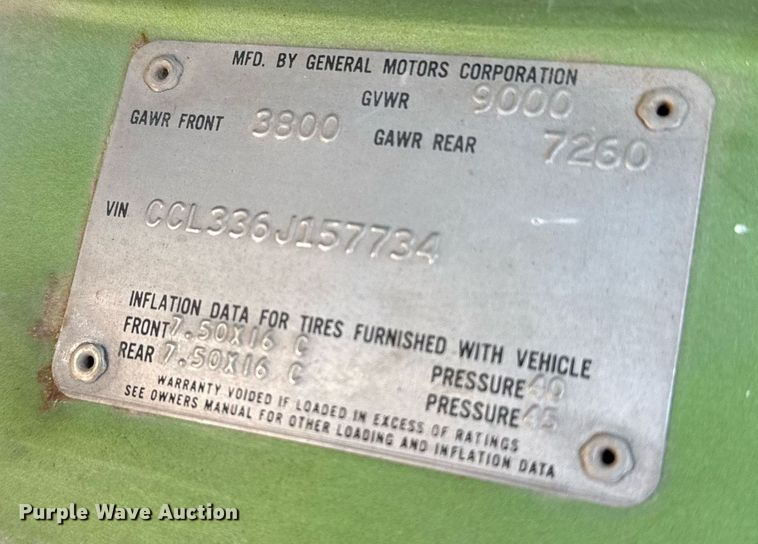 MFD. BY GENERAL MOTORS CORPORATION
GVWR 9000
GAWR FRONT 3800 GAWR REAR 7260
VIN CCL336J157734
INFLATION DATA FOR TIRES FURNISHED WITH VEHICLE
FRONT 7.50X16 C PRESSURE 40
REAR 7.50X16 C PRESSURE 45
WARRANTY VOIDED IF LOADED IN EXCESS OF RATINGS
SEE OWNERS MANUAL FOR OTHER LOADING AND INFLATION DATA
Purple Wave Auction